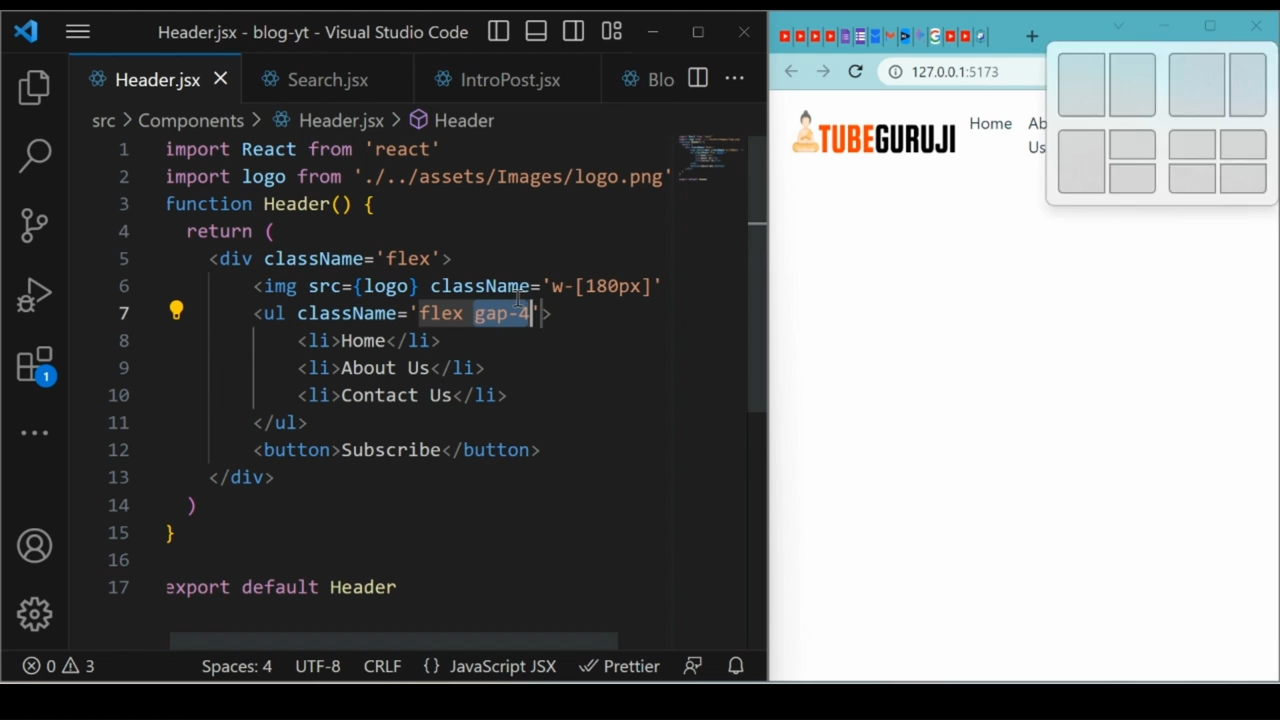 Header.jsx - blog-yt - Visual Studio Code
Header.jsx
Search.jsx
IntroPost.jsx
Blo
src > Components > Header.jsx > Header
1 import React from 'react'
2 import logo from './../assets/Images/logo.png'
3 function Header() {
4 return (
5 <div className='flex'>
6 <img src={logo} className='w-[180px]'
7 <ul className='flex gap-4'>
8 <li>Home</li>
9 <li>About Us</li>
10 <li>Contact Us</li>
11 </ul>
12 <button>Subscribe</button>
13 </div>
14 )
15 }
16
17 export default Header
1
0 3 Spaces: 4 UTF-8 CRLF {} JavaScript JSX Prettier
127.0.0.1:5173
TUBEGURUJI
Home
Ab
Us